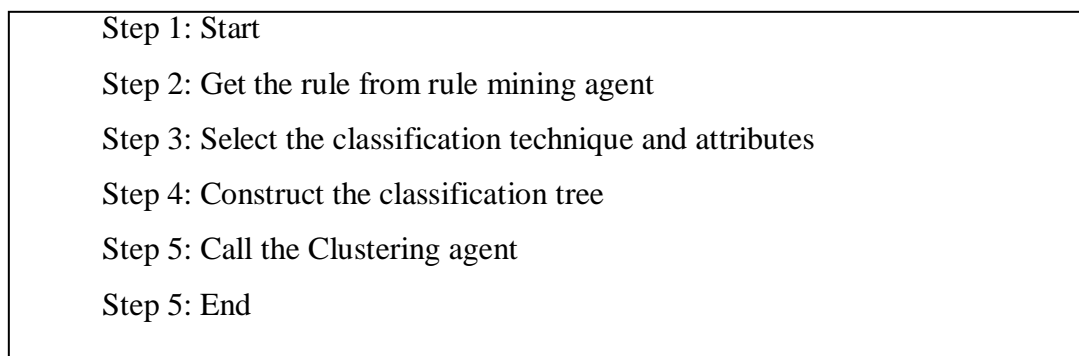 Step 1: Start
Step 2: Get the rule from rule mining agent
Step 3: Select the classification technique and attributes
Step 4: Construct the classification tree
Step 5: Call the Clustering agent
Step 5: End